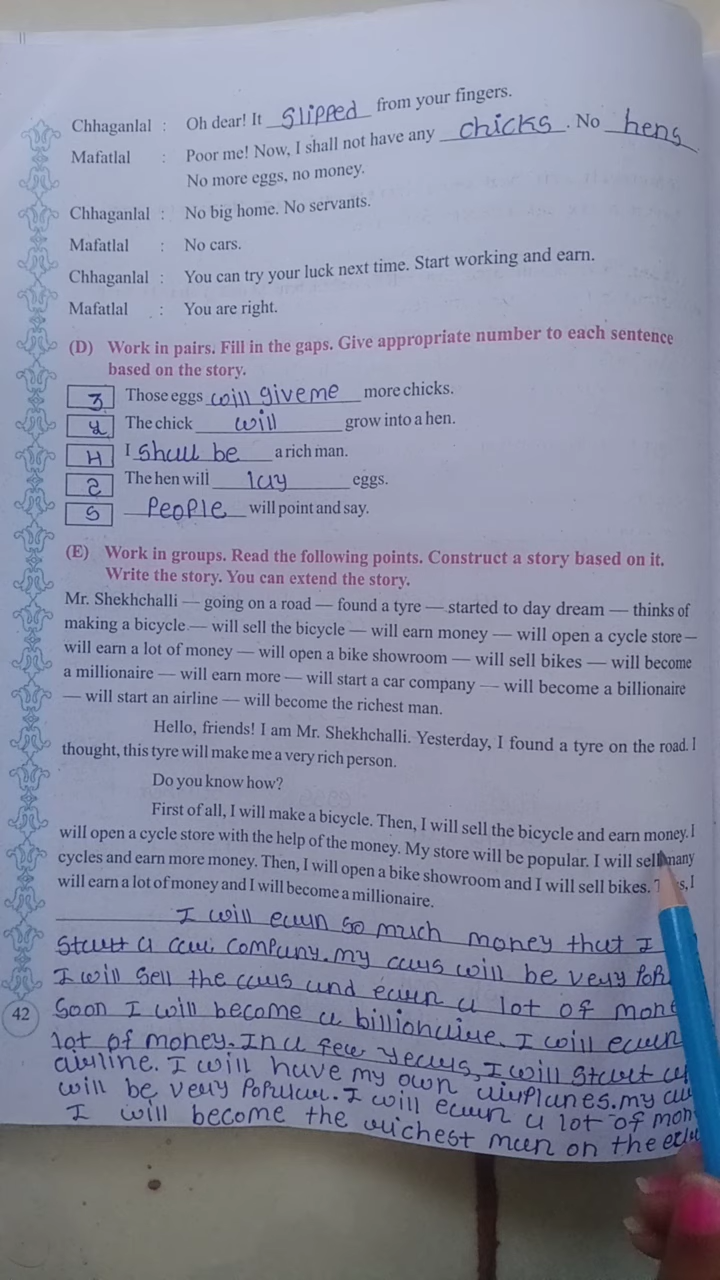 Chhaganlal : Oh dear! It slipped from your fingers.
Mafatlal : Poor me! Now, I shall not have any chicks. No hens
No more eggs, no money.
Chhaganlal : No big home. No servants.
Mafatlal : No cars.
Chhaganlal : You can try your luck next time. Start working and earn.
Mafatlal : You are right.
(D) Work in pairs. Fill in the gaps. Give appropriate number to each sentence
based on the story.
3 Those eggs will give me more chicks.
The chick will grow into a hen.
I shall be a rich man.
2 The hen will lay eggs.
5 People will point and say.
(E) Work in groups. Read the following points. Construct a story based on it.
Write the story. You can extend the story.
Mr. Shekhchalli — going on a road — found a tyre — started to day dream — thinks of
making a bicycle — will sell the bicycle — will earn money — will open a cycle store —
will earn a lot of money — will open a bike showroom — will sell bikes — will become
a millionaire — will earn more — will start a car company — will become a billionaire
— will start an airline — will become the richest man.
Hello, friends! I am Mr. Shekhchalli. Yesterday, I found a tyre on the road. I
thought, this tyre will make me a very rich person.
Do you know how?
First of all, I will make a bicycle. Then, I will sell the bicycle and earn money. I
will open a cycle store with the help of the money. My store will be popular. I will sell many
cycles and earn more money. Then, I will open a bike showroom and I will sell bikes. I
will earn a lot of money and I will become a millionaire.
I will earn so much money that I
start a car company. my cars will be very
I will sell the cars and earn a lot of
42
Soon I will become a billionaire. I will earn
lot of money. In a few years, I will start
airline. I will have my own airplanes. my
will be very popular. I will earn a lot of
I will become the richest man on the